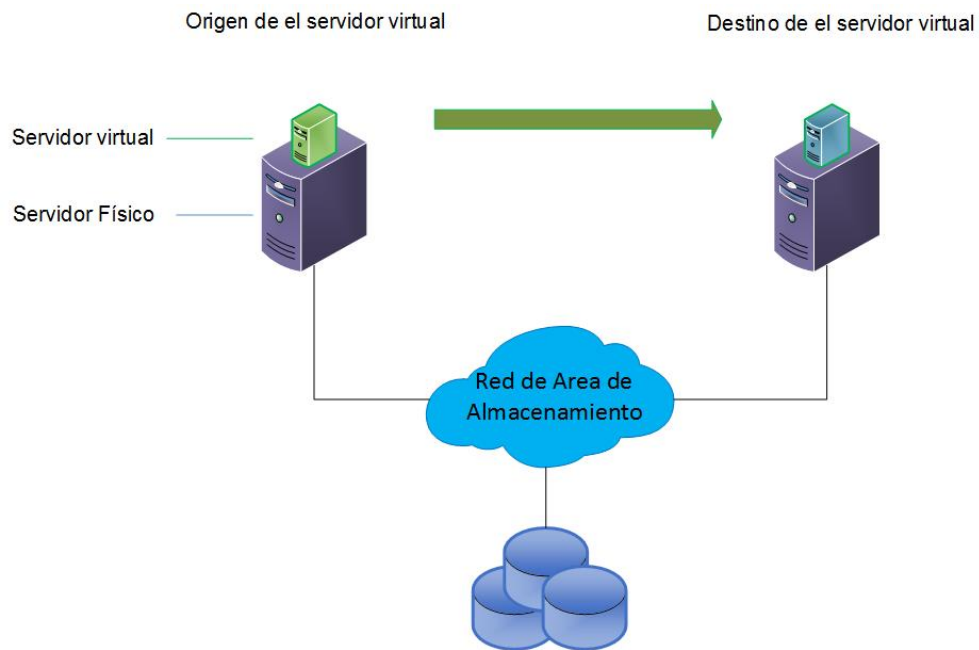 Origen de el servidor virtual
Destino de el servidor virtual
Servidor virtual
Servidor Físico
Red de Area de
Almacenamiento